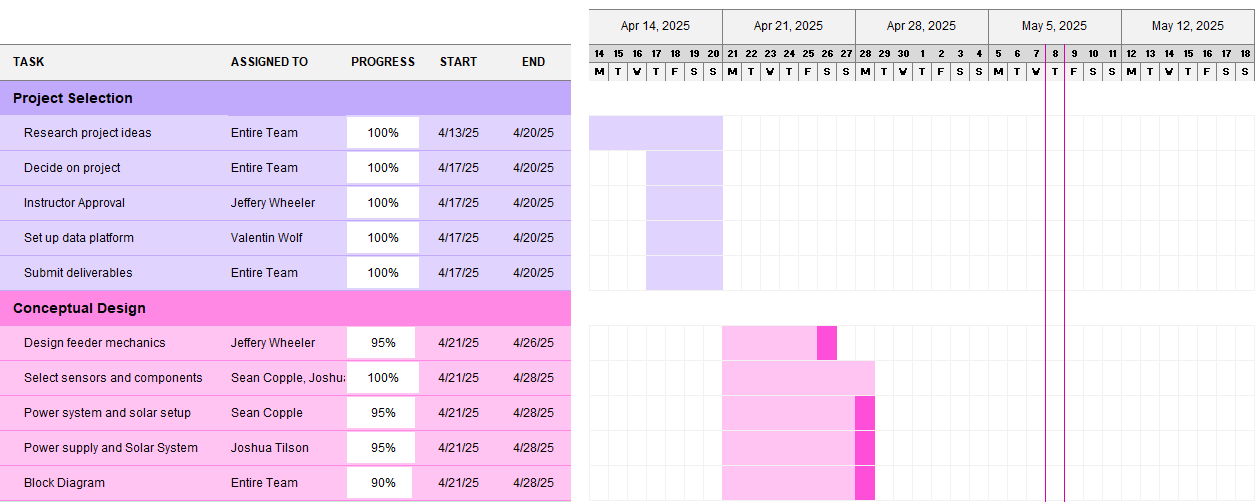 Apr 14, 2025 Apr 21, 2025 Apr 28, 2025 May 5, 2025 May 12, 2025
TASK ASSIGNED TO PROGRESS START END 14 15 16 17 18 19 20 21 22 23 24 25 26 27 28 29 30 1 2 3 4 5 6 7 8 9 10 11 12 13 14 15 16 17 18
M T W T F S S M T W T F S S M T W T F S S M T W T F S S M T W T F S S
Project Selection
Research project ideas Entire Team 100% 4/13/25 4/20/25
Decide on project Entire Team 100% 4/17/25 4/20/25
Instructor Approval Jeffery Wheeler 100% 4/17/25 4/20/25
Set up data platform Valentin Wolf 100% 4/17/25 4/20/25
Submit deliverables Entire Team 100% 4/17/25 4/20/25
Conceptual Design
Design feeder mechanics Jeffery Wheeler 95% 4/21/25 4/26/25
Select sensors and components Sean Copple, Joshu 100% 4/21/25 4/28/25
Power system and solar setup Sean Copple 95% 4/21/25 4/28/25
Power supply and Solar System Joshua Tilson 95% 4/21/25 4/28/25
Block Diagram Entire Team 90% 4/21/25 4/28/25